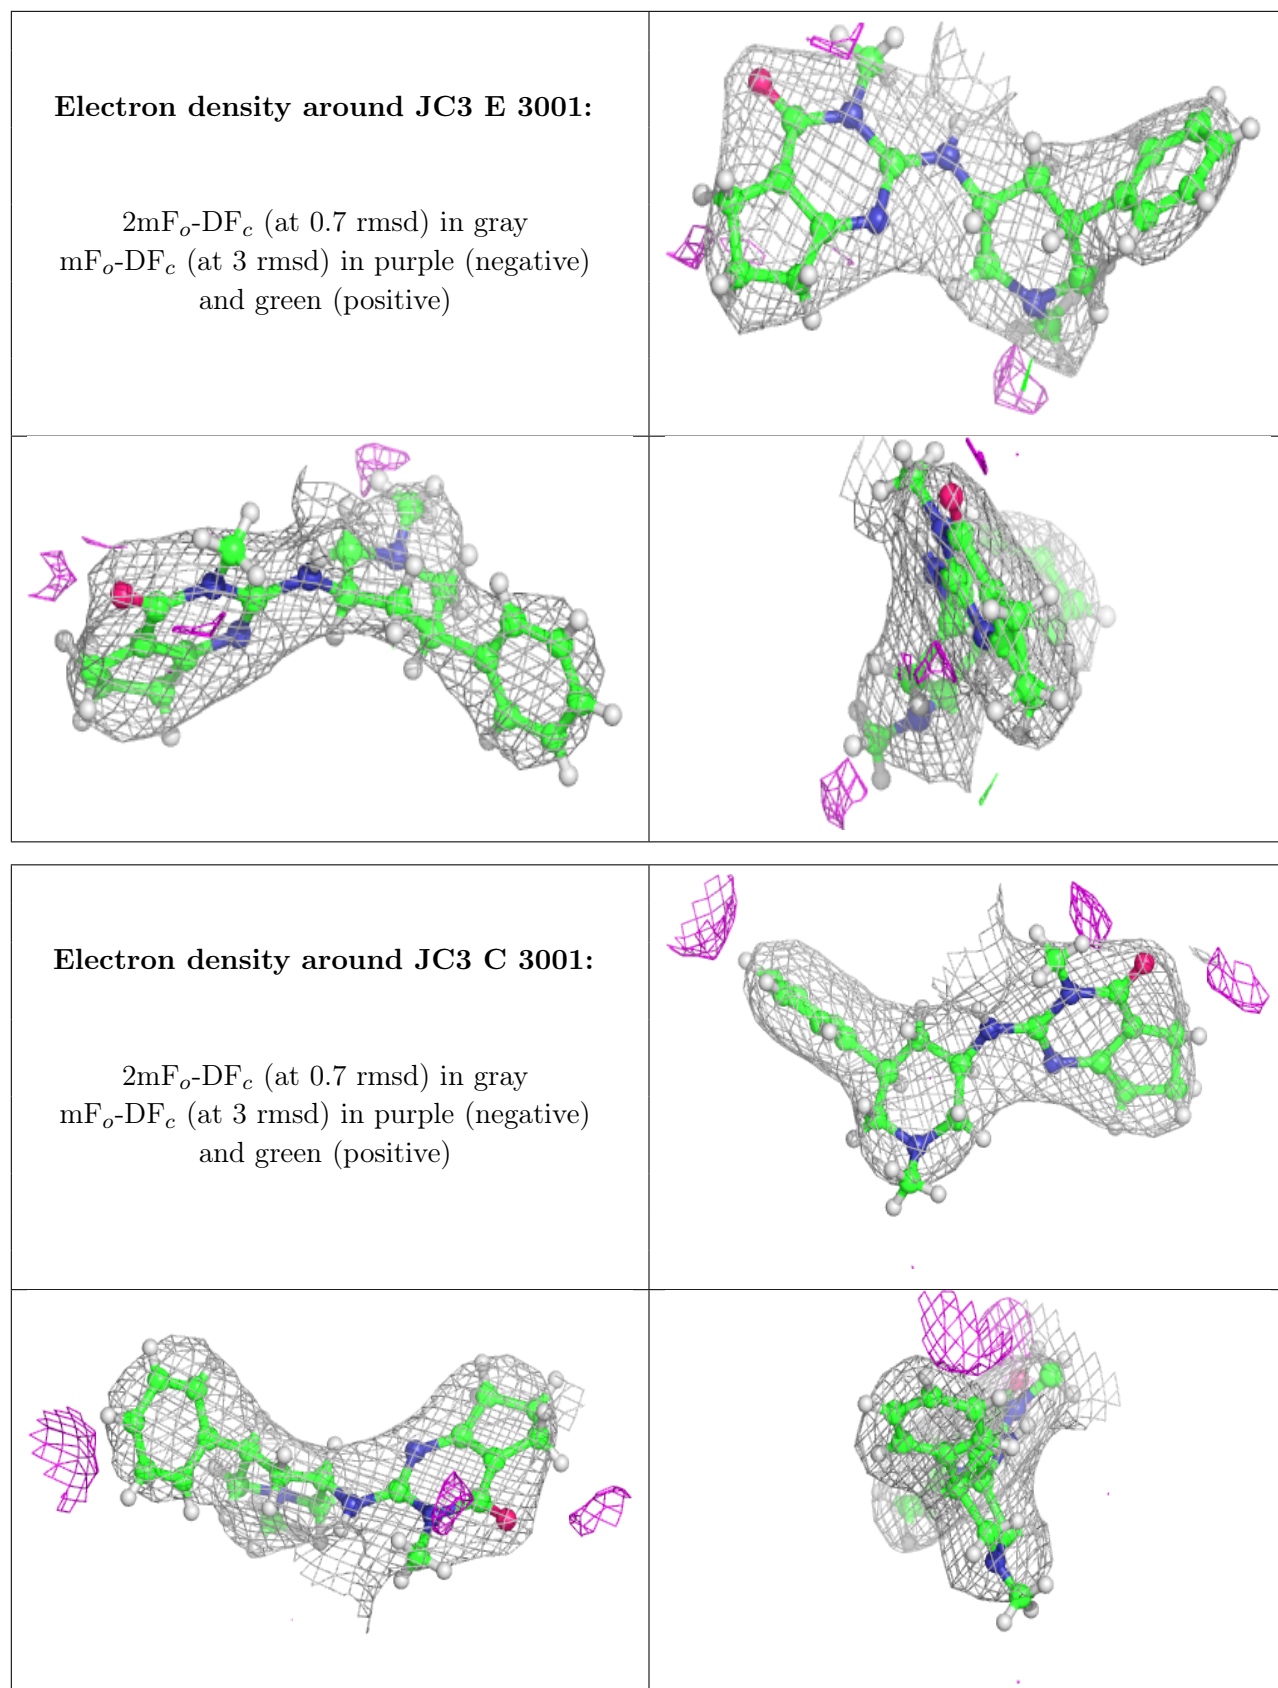 Electron density around JC3 E 3001:
2mFo-DFc (at 0.7 rmsd) in gray
mFo-DFc (at 3 rmsd) in purple (negative)
and green (positive)
Electron density around JC3 C 3001:
2mFo-DFc (at 0.7 rmsd) in gray
mFo-DFc (at 3 rmsd) in purple (negative)
and green (positive)